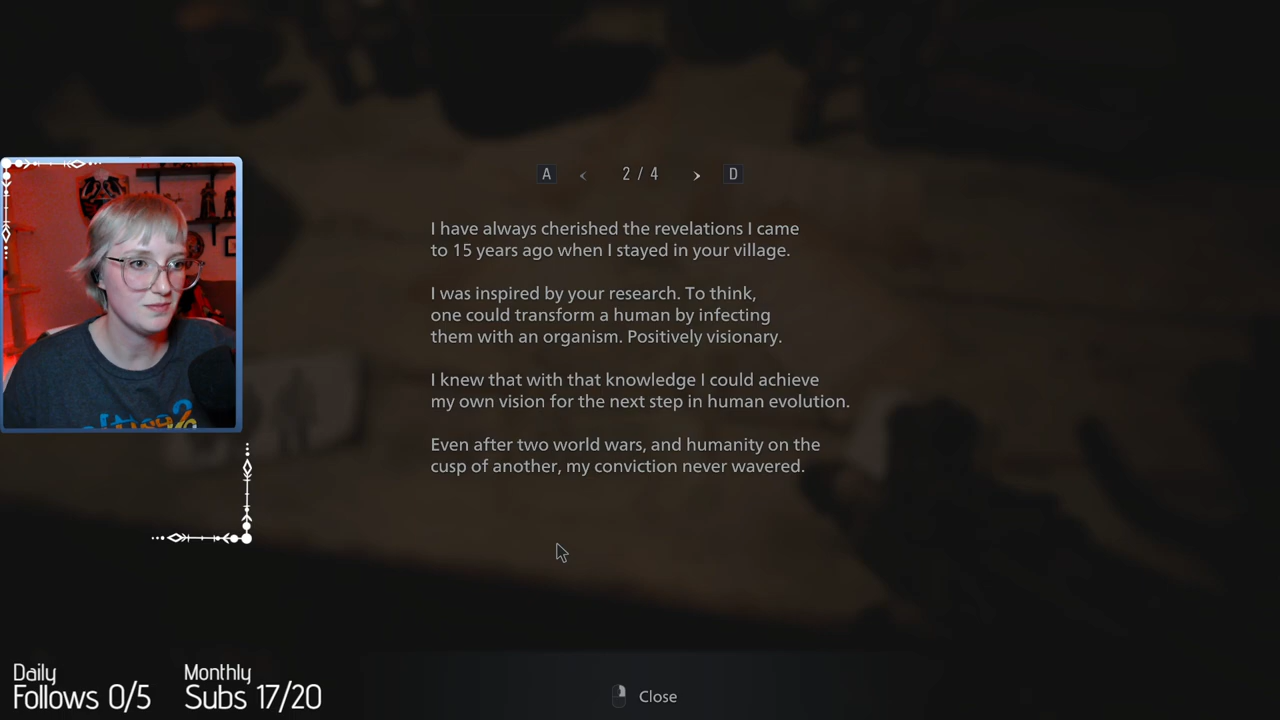 A < 2 / 4 > D
I have always cherished the revelations I came
to 15 years ago when I stayed in your village.
I was inspired by your research. To think,
one could transform a human by infecting
them with an organism. Positively visionary.
I knew that with that knowledge I could achieve
my own vision for the next step in human evolution.
Even after two world wars, and humanity on the
cusp of another, my conviction never wavered.
Daily
Follows 0/5
Monthly
Subs 17/20
Close